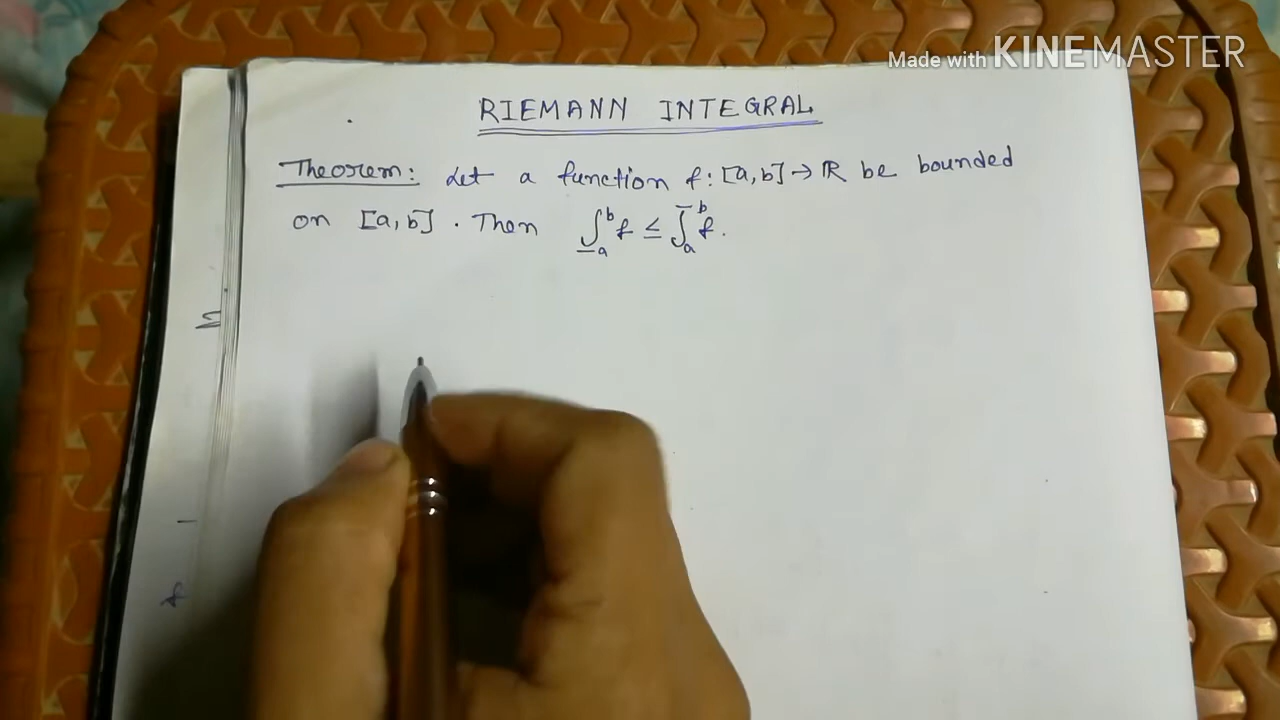 Made with KINEMASTER
RIEMANN INTEGRAL
Theorem: Let a function f: [a,b] → ℝ be bounded
on [a,b] . Then ∫̲ₐᵇ f ≤ ∫̅ₐᵇ f.